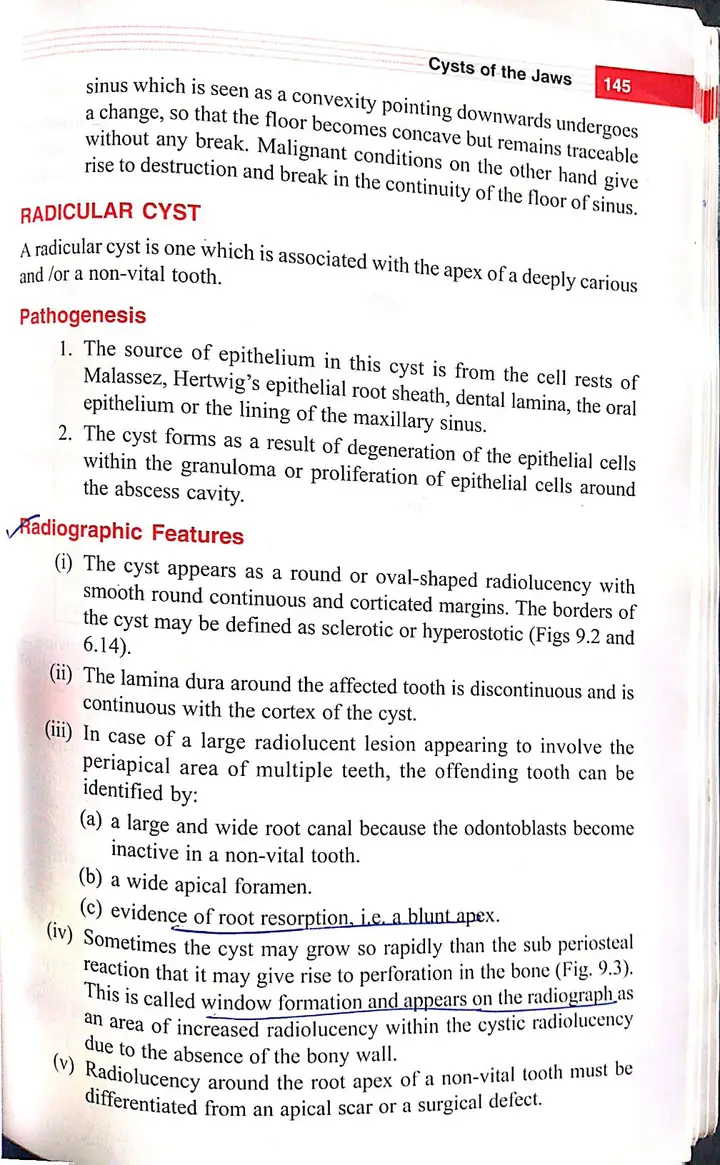 Cysts of the Jaws 145
sinus which is seen as a convexity pointing downwards undergoes
a change, so that the floor becomes concave but remains traceable
without any break. Malignant conditions on the other hand give
rise to destruction and break in the continuity of the floor of sinus.
RADICULAR CYST
A radicular cyst is one which is associated with the apex of a deeply carious
and /or a non-vital tooth.
Pathogenesis
1. The source of epithelium in this cyst is from the cell rests of
Malassez, Hertwig's epithelial root sheath, dental lamina, the oral
epithelium or the lining of the maxillary sinus.
2. The cyst forms as a result of degeneration of the epithelial cells
within the granuloma or proliferation of epithelial cells around
the abscess cavity.
Radiographic Features
(i) The cyst appears as a round or oval-shaped radiolucency with
smooth round continuous and corticated margins. The borders of
the cyst may be defined as sclerotic or hyperostotic (Figs 9.2 and
6.14).
(ii) The lamina dura around the affected tooth is discontinuous and is
continuous with the cortex of the cyst.
(iii) In case of a large radiolucent lesion appearing to involve the
periapical area of multiple teeth, the offending tooth can be
identified by:
(a) a large and wide root canal because the odontoblasts become
inactive in a non-vital tooth.
(b) a wide apical foramen.
(c) evidence of root resorption, i.e. a blunt apex.
(iv) Sometimes the cyst may grow so rapidly than the sub periosteal
reaction that it may give rise to perforation in the bone (Fig. 9.3).
This is called window formation and appears on the radiograph as
an area of increased radiolucency within the cystic radiolucency
due to the absence of the bony wall.
(v) Radiolucency around the root apex of a non-vital tooth must be
differentiated from an apical scar or a surgical defect.